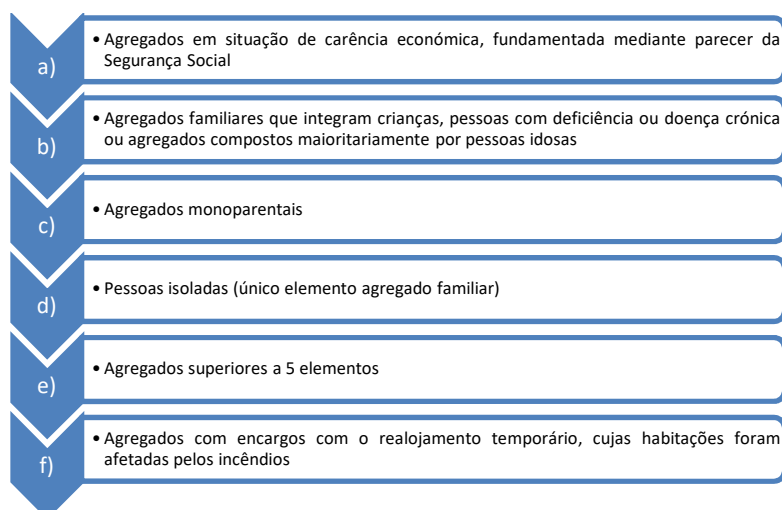 a)
• Agregados em situação de carência económica, fundamentada mediante parecer da
Segurança Social
b)
• Agregados familiares que integram crianças, pessoas com deficiência ou doença crónica
ou agregados compostos maioritariamente por pessoas idosas
c)
• Agregados monoparentais
d)
• Pessoas isoladas (único elemento agregado familiar)
e)
• Agregados superiores a 5 elementos
f)
• Agregados com encargos com o realojamento temporário, cujas habitações foram
afetadas pelos incêndios